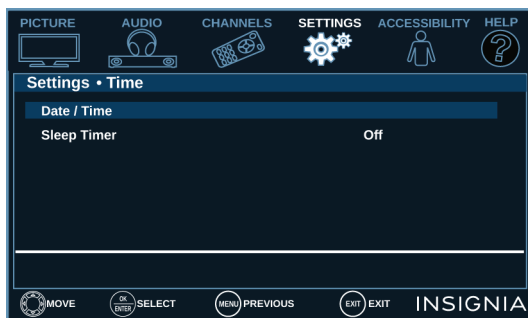 PICTURE AUDIO CHANNELS SETTINGS ACCESSIBILITY HELP
?
Settings • Time
Date / Time
Sleep Timer Off
MOVE OK ENTER SELECT MENU PREVIOUS EXIT EXIT INSIGNIA